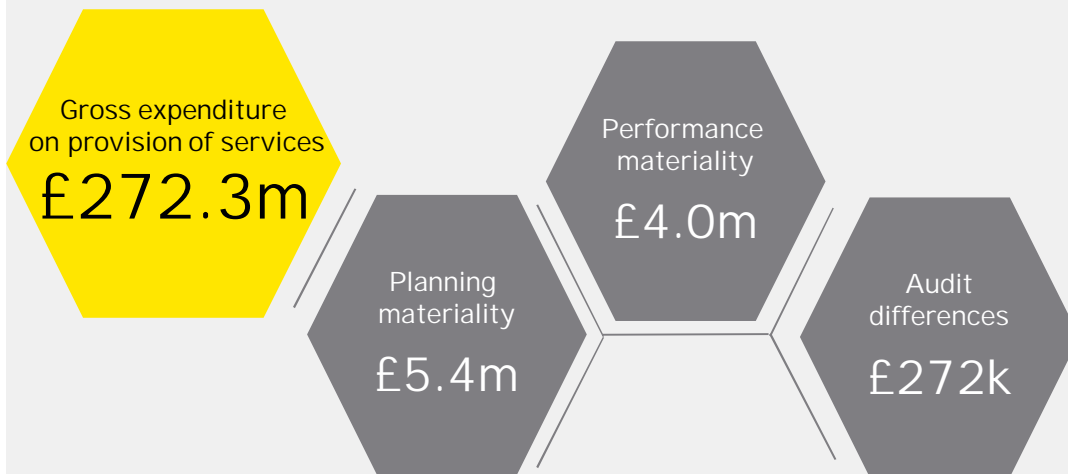 Gross expenditure
on provision of services
£272.3m
Planning
materiality
£5.4m
Performance
materiality
£4.0m
Audit
differences
£272k